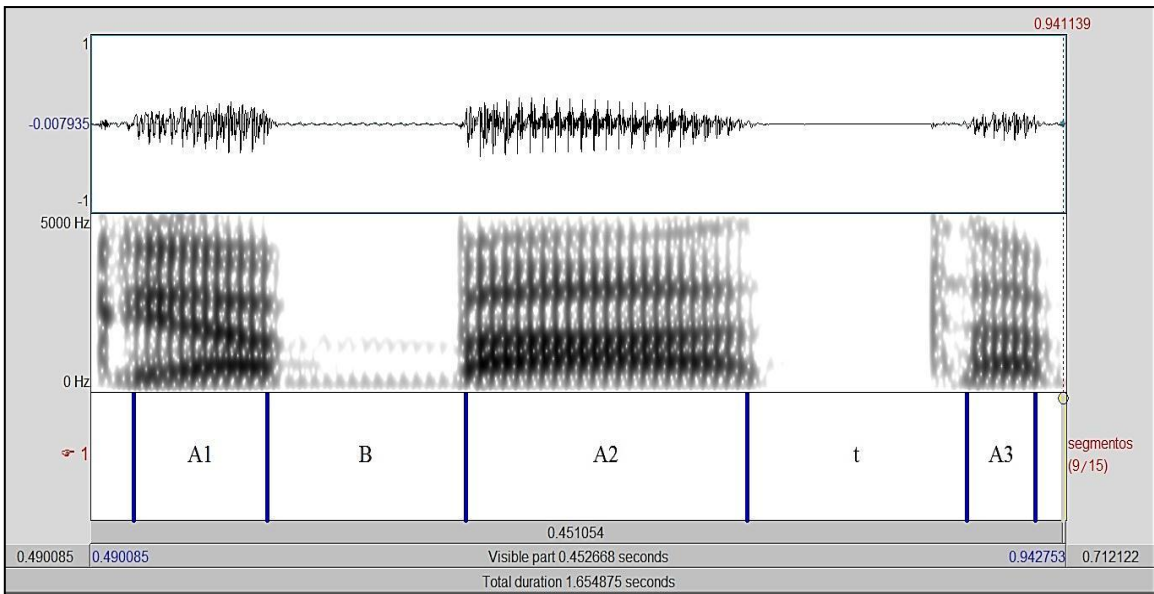 0.941139
1
-0.007935
-1
5000 Hz
0 Hz
☞ 1
A1 B A2 t A3
segmentos
(9/15)
0.451054
0.490085 0.490085 Visible part 0.452668 seconds 0.942753 0.712122
Total duration 1.654875 seconds